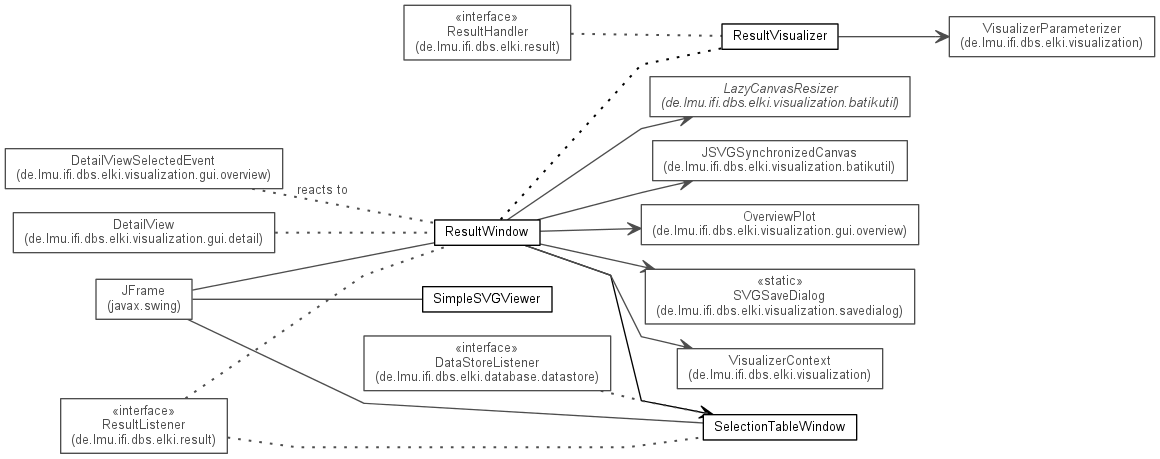 «interface»
ResultHandler
(de.lmu.ifi.dbs.elki.result)
ResultVisualizer
VisualizerParameterizer
(de.lmu.ifi.dbs.elki.visualization)
LazyCanvasResizer
(de.lmu.ifi.dbs.elki.visualization.batikutil)
JSVGSynchronizedCanvas
(de.lmu.ifi.dbs.elki.visualization.batikutil)
DetailViewSelectedEvent
(de.lmu.ifi.dbs.elki.visualization.gui.overview)
reacts to
DetailView
(de.lmu.ifi.dbs.elki.visualization.gui.detail)
ResultWindow
OverviewPlot
(de.lmu.ifi.dbs.elki.visualization.gui.overview)
JFrame
(javax.swing)
SimpleSVGViewer
«static»
SVGSaveDialog
(de.lmu.ifi.dbs.elki.visualization.savedialog)
«interface»
DataStoreListener
(de.lmu.ifi.dbs.elki.database.datastore)
VisualizerContext
(de.lmu.ifi.dbs.elki.visualization)
«interface»
ResultListener
(de.lmu.ifi.dbs.elki.result)
SelectionTableWindow